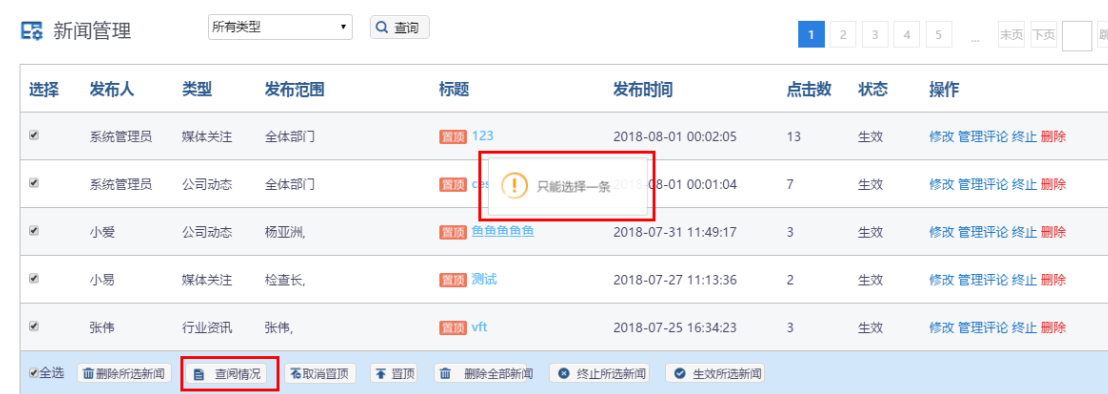 新闻管理 所有类型 查询 1 2 3 4 5 ... 末页 下页
选择 发布人 类型 发布范围 标题 发布时间 点击数 状态 操作
系统管理员 媒体关注 全体部门 置顶 123 2018-08-01 00:02:05 13 生效 修改 管理评论 终止 删除
系统管理员 公司动态 全体部门 置顶 ces 只能选择一条 2018-08-01 00:01:04 7 生效 修改 管理评论 终止 删除
小爱 公司动态 杨亚洲, 置顶 鱼鱼鱼鱼鱼 2018-07-31 11:49:17 3 生效 修改 管理评论 终止 删除
小易 媒体关注 检查长, 置顶 测试 2018-07-27 11:13:36 2 生效 修改 管理评论 终止 删除
张伟 行业资讯 张伟, 置顶 vft 2018-07-25 16:34:23 3 生效 修改 管理评论 终止 删除
全选 删除所选新闻 查阅情况 取消置顶 置顶 删除全部新闻 终止所选新闻 生效所选新闻